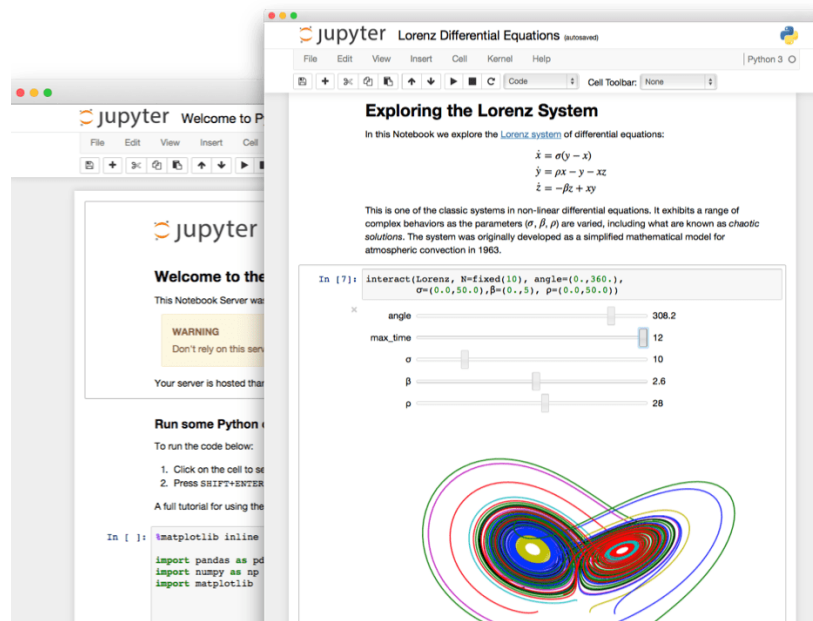 jupyter Lorenz Differential Equations (autosaved)
File Edit View Insert Cell Kernel Help Python 3
Code Cell Toolbar: None
Exploring the Lorenz System
In this Notebook we explore the Lorenz system of differential equations:
ẋ = σ(y − x)
ẏ = ρx − y − xz
ż = −βz + xy
This is one of the classic systems in non-linear differential equations. It exhibits a range of
complex behaviors as the parameters (σ, β, ρ) are varied, including what are known as chaotic
solutions. The system was originally developed as a simplified mathematical model for
atmospheric convection in 1963.
In [7]: interact(Lorenz, N=fixed(10), angle=(0.,360.),
σ=(0.0,50.0),β=(0.,5), ρ=(0.0,50.0))
angle 308.2
max_time 12
σ 10
β 2.6
ρ 28
jupyter Welcome to P
File Edit View Insert Cell
jupyter
Welcome to the
This Notebook Server was
WARNING
Don't rely on this serv
Your server is hosted than
Run some Python
To run the code below:
1. Click on the cell to se
2. Press SHIFT+ENTER
A full tutorial for using the
In [ ]: %matplotlib inline
import pandas as pd
import numpy as np
import matplotlib